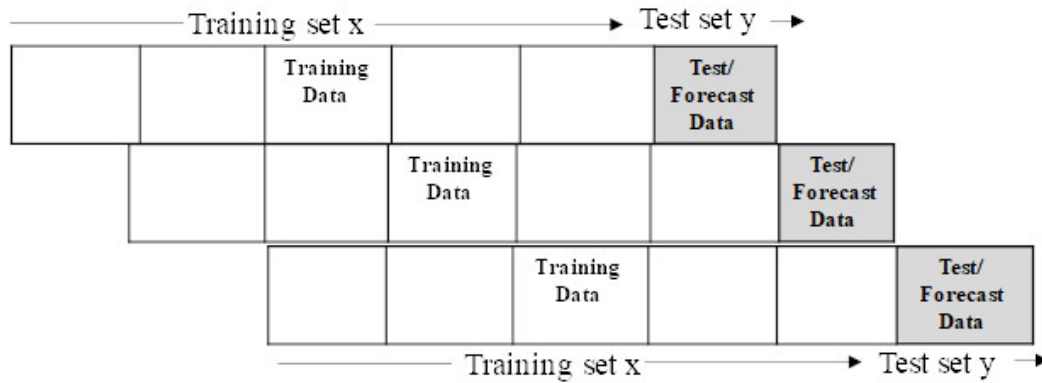 Training set x Test set y
Training
Data
Test/
Forecast
Data
Training
Data
Test/
Forecast
Data
Training
Data
Test/
Forecast
Data
Training set x Test set y